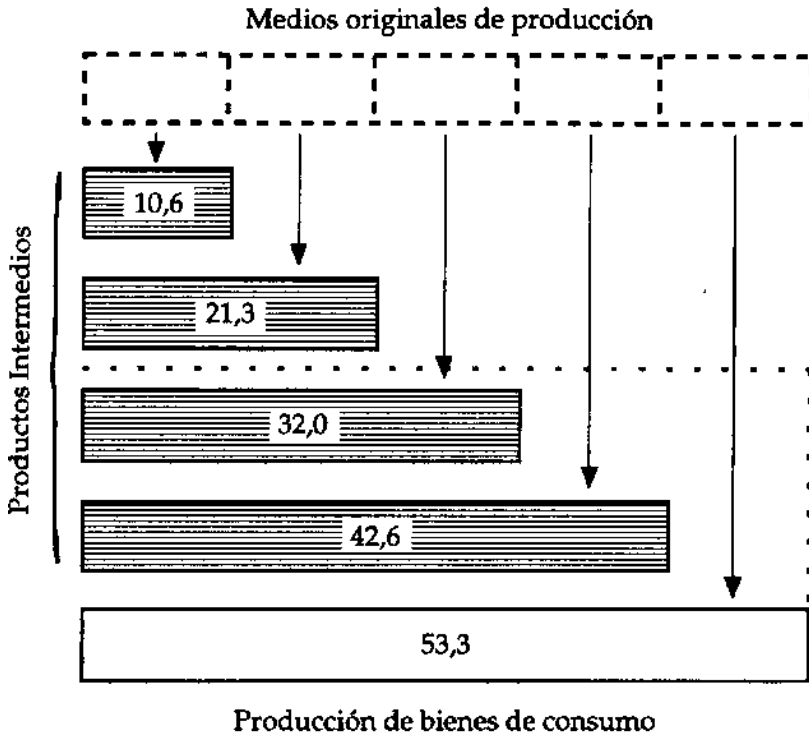 Medios originales de producción
Productos Intermedios
10,6
21,3
32,0
42,6
53,3
Producción de bienes de consumo